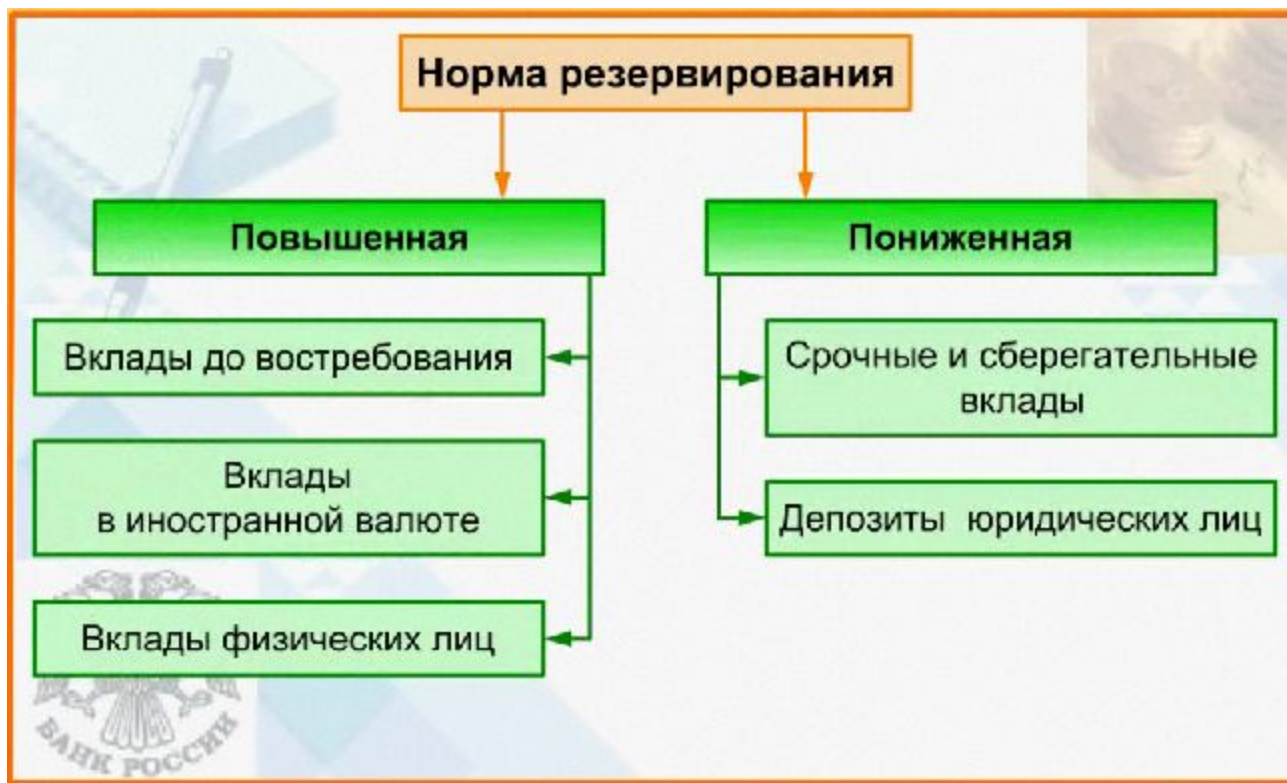 Норма резервирования
Повышенная
Вклады до востребования
Вклады
в иностранной валюте
Вклады физических лиц
Пониженная
Срочные и сберегательные
вклады
Депозиты юридических лиц
БАНК РОССИИ